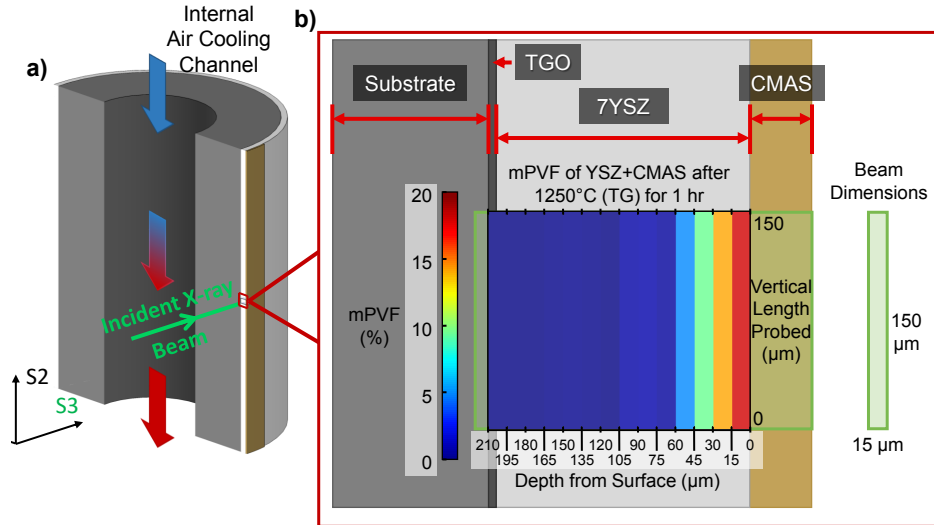 a)
Internal
Air Cooling
Channel
Incident X-ray
Beam
S2
S3
b)
TGO
Substrate
7YSZ
CMAS
mPVF of YSZ+CMAS after
1250°C (TG) for 1 hr
20
15
10
5
0
mPVF
(%)
150
Vertical
Length
Probed
(µm)
0
210 180 150 120 90 60 30 0
195 165 135 105 75 45 15
Depth from Surface (µm)
Beam
Dimensions
150
µm
15 µm